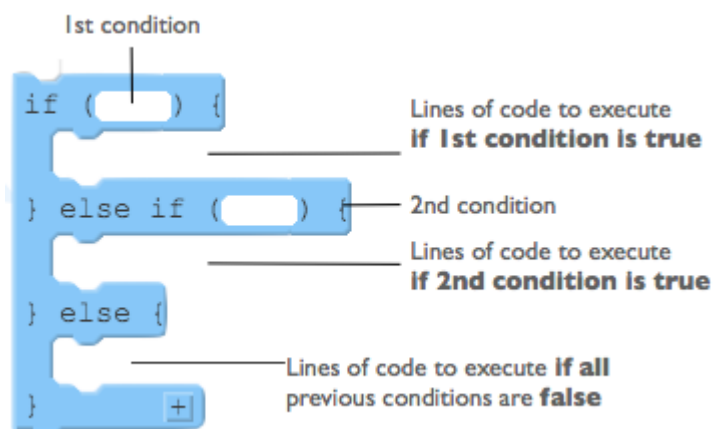 1st condition
if ( ) {
Lines of code to execute
if 1st condition is true
} else if ( ) {
2nd condition
Lines of code to execute
if 2nd condition is true
} else {
Lines of code to execute if all
previous conditions are false
} +